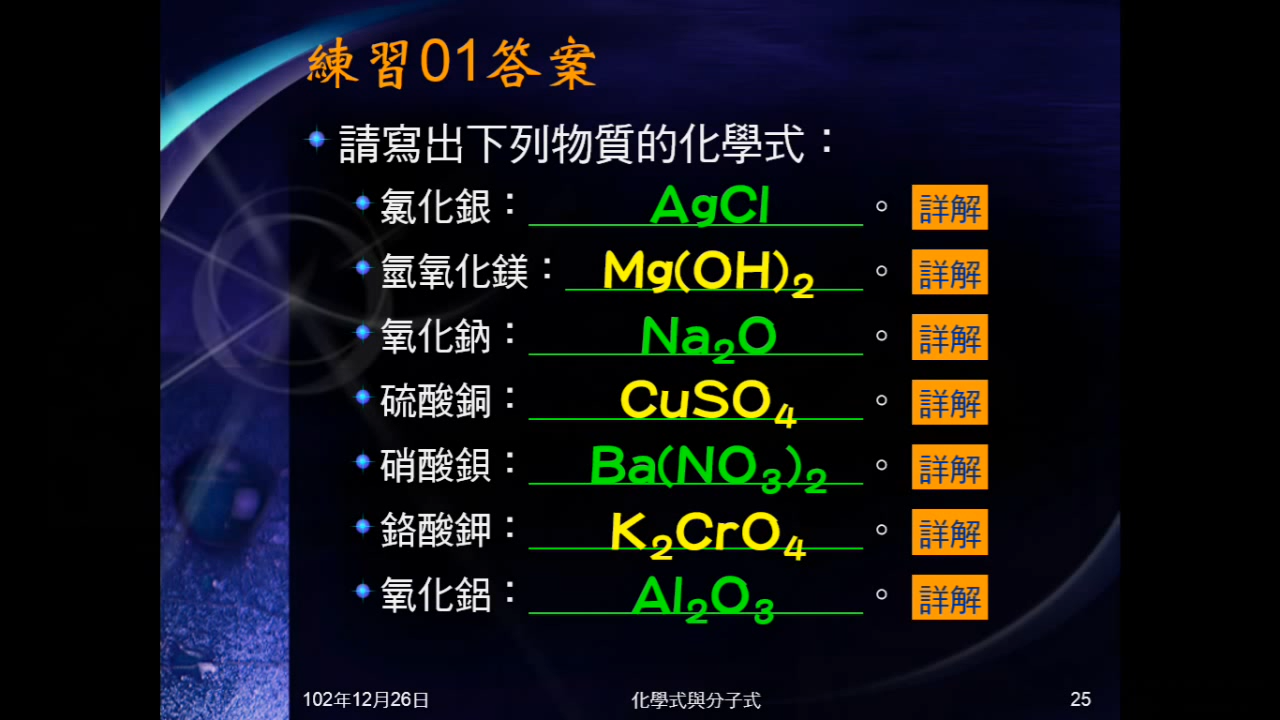 練習01答案
請寫出下列物質的化學式：
氯化銀：AgCl。 詳解
氫氧化鎂：Mg(OH)₂。 詳解
氧化鈉：Na₂O。 詳解
硫酸銅：CuSO₄。 詳解
硝酸鋇：Ba(NO₃)₂。 詳解
鉻酸鉀：K₂CrO₄。 詳解
氧化鋁：Al₂O₃。 詳解
102年12月26日 化學式與分子式 25